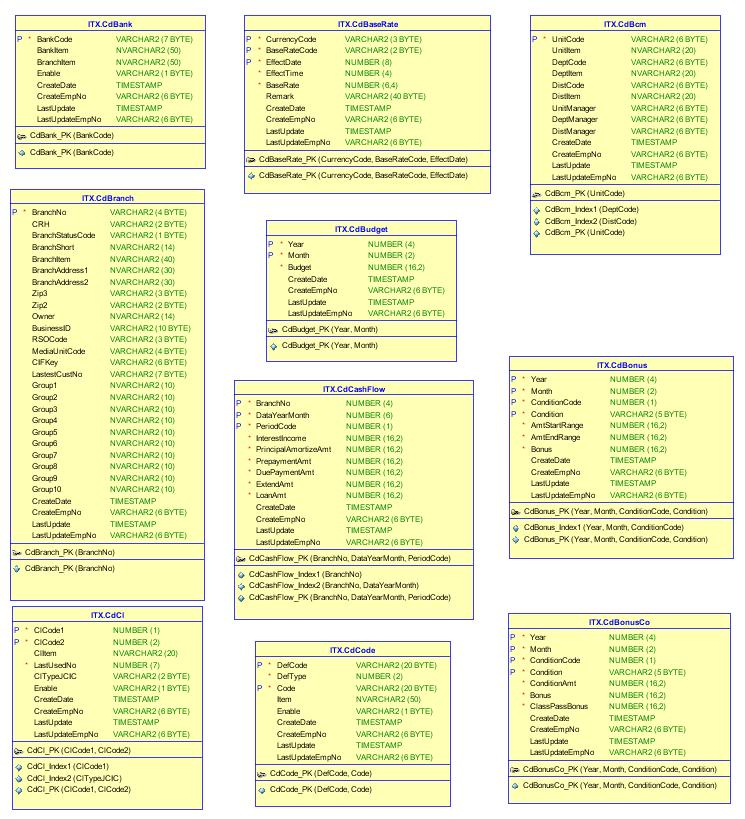 ITX.CdBank
P * BankCode VARCHAR2 (7 BYTE)
BankItem NVARCHAR2 (50)
BranchItem NVARCHAR2 (50)
Enable VARCHAR2 (1 BYTE)
CreateDate TIMESTAMP
CreateEmpNo VARCHAR2 (6 BYTE)
LastUpdate TIMESTAMP
LastUpdateEmpNo VARCHAR2 (6 BYTE)
CdBank_PK (BankCode)
CdBank_PK (BankCode)
ITX.CdBaseRate
P * CurrencyCode VARCHAR2 (3 BYTE)
P * BaseRateCode VARCHAR2 (2 BYTE)
P * EffectDate NUMBER (8)
* EffectTime NUMBER (4)
* BaseRate NUMBER (6,4)
Remark VARCHAR2 (40 BYTE)
CreateDate TIMESTAMP
CreateEmpNo VARCHAR2 (6 BYTE)
LastUpdate TIMESTAMP
LastUpdateEmpNo VARCHAR2 (6 BYTE)
CdBaseRate_PK (CurrencyCode, BaseRateCode, EffectDate)
CdBaseRate_PK (CurrencyCode, BaseRateCode, EffectDate)
ITX.CdBcm
P * UnitCode VARCHAR2 (6 BYTE)
UnitItem NVARCHAR2 (20)
DeptCode VARCHAR2 (6 BYTE)
DeptItem NVARCHAR2 (20)
DistCode VARCHAR2 (6 BYTE)
DistItem NVARCHAR2 (20)
UnitManager VARCHAR2 (6 BYTE)
DeptManager VARCHAR2 (6 BYTE)
DistManager VARCHAR2 (6 BYTE)
CreateDate TIMESTAMP
CreateEmpNo VARCHAR2 (6 BYTE)
LastUpdate TIMESTAMP
LastUpdateEmpNo VARCHAR2 (6 BYTE)
CdBcm_PK (UnitCode)
CdBcm_Index1 (DeptCode)
CdBcm_Index2 (DistCode)
CdBcm_PK (UnitCode)
ITX.CdBranch
P * BranchNo VARCHAR2 (4 BYTE)
CRH VARCHAR2 (2 BYTE)
BranchStatusCode VARCHAR2 (1 BYTE)
BranchShort NVARCHAR2 (14)
BranchItem NVARCHAR2 (40)
BranchAddress1 NVARCHAR2 (30)
BranchAddress2 NVARCHAR2 (30)
Zip3 VARCHAR2 (3 BYTE)
Zip2 VARCHAR2 (2 BYTE)
Owner NVARCHAR2 (14)
BusinessID VARCHAR2 (10 BYTE)
RSOCode VARCHAR2 (3 BYTE)
MediaUnitCode VARCHAR2 (4 BYTE)
CIFKey VARCHAR2 (6 BYTE)
LastestCustNo VARCHAR2 (7 BYTE)
Group1 NVARCHAR2 (10)
Group2 NVARCHAR2 (10)
Group3 NVARCHAR2 (10)
Group4 NVARCHAR2 (10)
Group5 NVARCHAR2 (10)
Group6 NVARCHAR2 (10)
Group7 NVARCHAR2 (10)
Group8 NVARCHAR2 (10)
Group9 NVARCHAR2 (10)
Group10 NVARCHAR2 (10)
CreateDate TIMESTAMP
CreateEmpNo VARCHAR2 (6 BYTE)
LastUpdate TIMESTAMP
LastUpdateEmpNo VARCHAR2 (6 BYTE)
CdBranch_PK (BranchNo)
CdBranch_PK (BranchNo)
ITX.CdBudget
P * Year NUMBER (4)
P * Month NUMBER (2)
* Budget NUMBER (16,2)
CreateDate TIMESTAMP
CreateEmpNo VARCHAR2 (6 BYTE)
LastUpdate TIMESTAMP
LastUpdateEmpNo VARCHAR2 (6 BYTE)
CdBudget_PK (Year, Month)
CdBudget_PK (Year, Month)
ITX.CdBonus
P * Year NUMBER (4)
P * Month NUMBER (2)
P * ConditionCode NUMBER (1)
P * Condition VARCHAR2 (5 BYTE)
* AmtStartRange NUMBER (16,2)
* AmtEndRange NUMBER (16,2)
* Bonus NUMBER (16,2)
CreateDate TIMESTAMP
CreateEmpNo VARCHAR2 (6 BYTE)
LastUpdate TIMESTAMP
LastUpdateEmpNo VARCHAR2 (6 BYTE)
CdBonus_PK (Year, Month, ConditionCode, Condition)
CdBonus_Index1 (Year, Month, ConditionCode)
CdBonus_PK (Year, Month, ConditionCode, Condition)
ITX.CdCashFlow
P * BranchNo NUMBER (4)
P * DataYearMonth NUMBER (6)
P * PeriodCode NUMBER (1)
* InterestIncome NUMBER (16,2)
* PrincipalAmortizeAmt NUMBER (16,2)
* PrepaymentAmt NUMBER (16,2)
* DuePaymentAmt NUMBER (16,2)
* ExtendAmt NUMBER (16,2)
* LoanAmt NUMBER (16,2)
CreateDate TIMESTAMP
CreateEmpNo VARCHAR2 (6 BYTE)
LastUpdate TIMESTAMP
LastUpdateEmpNo VARCHAR2 (6 BYTE)
CdCashFlow_PK (BranchNo, DataYearMonth, PeriodCode)
CdCashFlow_Index1 (BranchNo)
CdCashFlow_Index2 (BranchNo, DataYearMonth)
CdCashFlow_PK (BranchNo, DataYearMonth, PeriodCode)
ITX.CdCl
P * ClCode1 NUMBER (1)
P * ClCode2 NUMBER (2)
ClItem NVARCHAR2 (20)
* LastUsedNo NUMBER (7)
ClTypeJCIC VARCHAR2 (2 BYTE)
Enable VARCHAR2 (1 BYTE)
CreateDate TIMESTAMP
CreateEmpNo VARCHAR2 (6 BYTE)
LastUpdate TIMESTAMP
LastUpdateEmpNo VARCHAR2 (6 BYTE)
CdCl_PK (ClCode1, ClCode2)
CdCl_Index1 (ClCode1)
CdCl_Index2 (ClTypeJCIC)
CdCl_PK (ClCode1, ClCode2)
ITX.CdCode
P * DefCode VARCHAR2 (20 BYTE)
* DefType NUMBER (2)
P * Code VARCHAR2 (20 BYTE)
Item NVARCHAR2 (50)
Enable VARCHAR2 (1 BYTE)
CreateDate TIMESTAMP
CreateEmpNo VARCHAR2 (6 BYTE)
LastUpdate TIMESTAMP
LastUpdateEmpNo VARCHAR2 (6 BYTE)
CdCode_PK (DefCode, Code)
CdCode_PK (DefCode, Code)
ITX.CdBonusCo
P * Year NUMBER (4)
P * Month NUMBER (2)
P * ConditionCode NUMBER (1)
P * Condition VARCHAR2 (5 BYTE)
* ConditionAmt NUMBER (16,2)
* Bonus NUMBER (16,2)
* ClassPassBonus NUMBER (16,2)
CreateDate TIMESTAMP
CreateEmpNo VARCHAR2 (6 BYTE)
LastUpdate TIMESTAMP
LastUpdateEmpNo VARCHAR2 (6 BYTE)
CdBonusCo_PK (Year, Month, ConditionCode, Condition)
CdBonusCo_PK (Year, Month, ConditionCode, Condition)